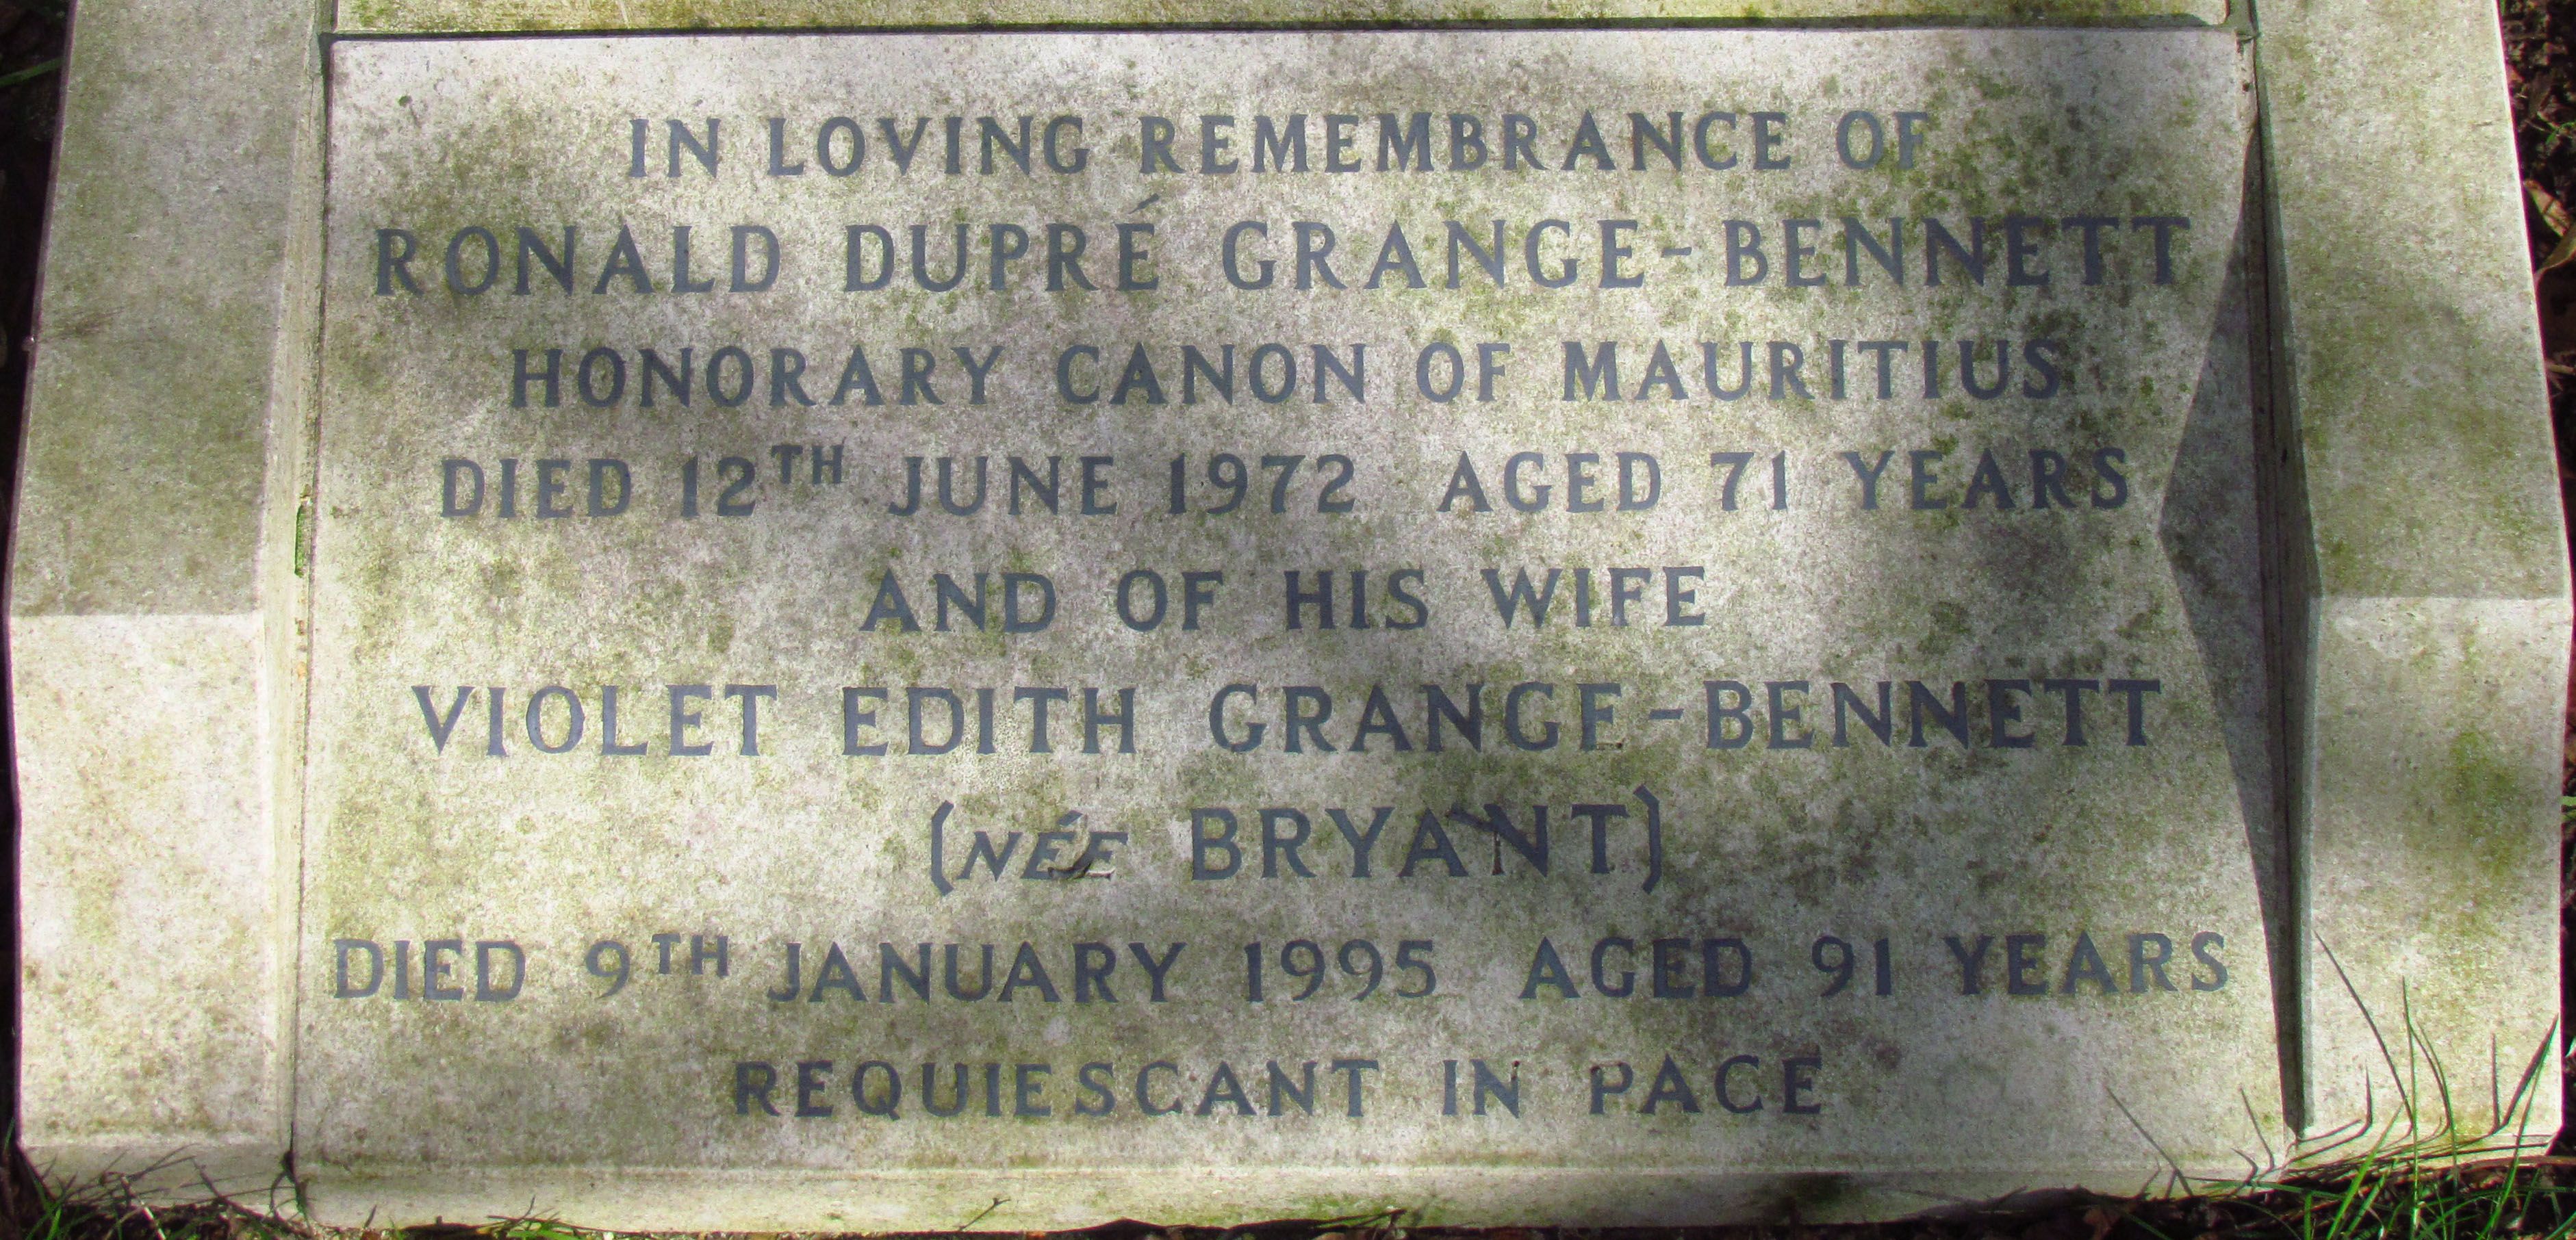 IN LOVING REMEMBRANCE OF
RONALD DUPRÉ GRANGE-BENNETT
HONORARY CANON OF MAURITIUS
DIED 12TH JUNE 1972 AGED 71 YEARS
AND OF HIS WIFE
VIOLET EDITH GRANGE-BENNETT
(NÉE BRYANT)
DIED 9TH JANUARY 1995 AGED 91 YEARS
REQUIESCANT IN PACE